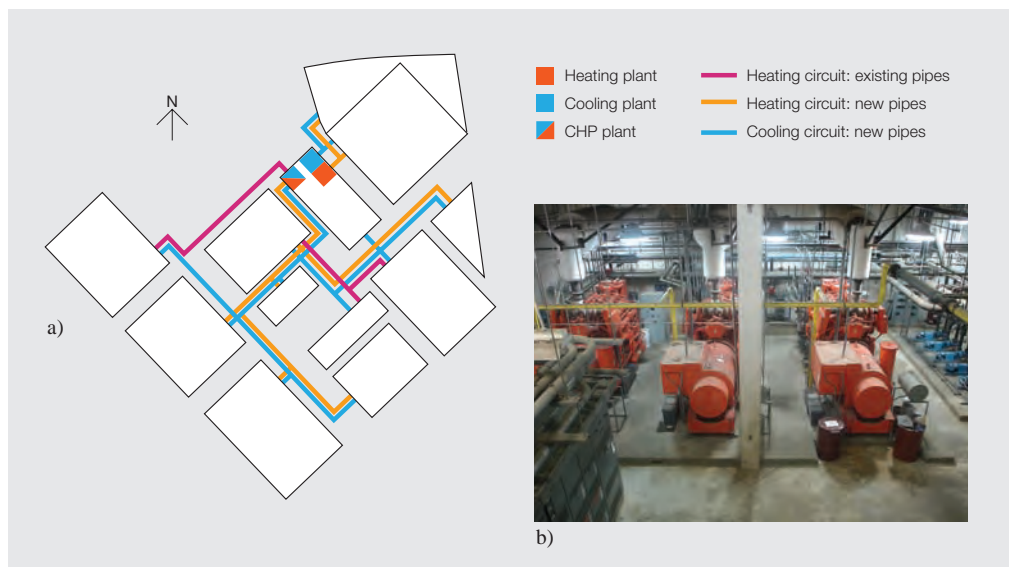 N
Heating plant
Cooling plant
CHP plant
Heating circuit: existing pipes
Heating circuit: new pipes
Cooling circuit: new pipes
a)
b)